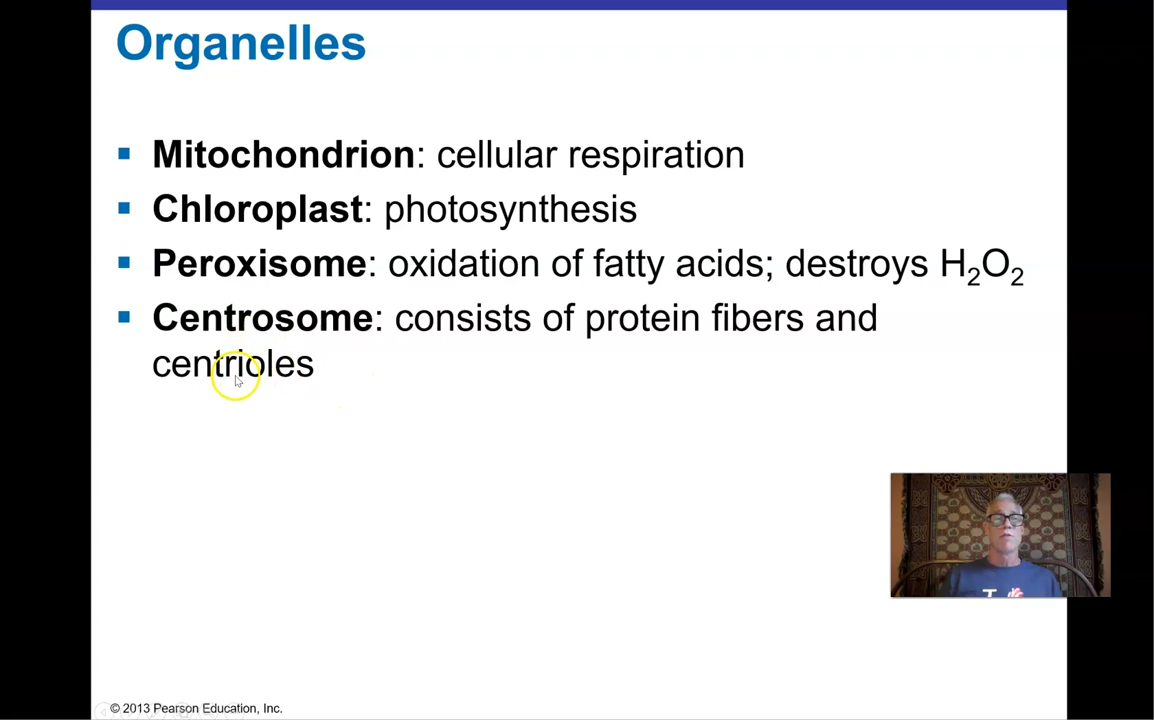 Organelles
▪ Mitochondrion: cellular respiration
▪ Chloroplast: photosynthesis
▪ Peroxisome: oxidation of fatty acids; destroys H₂O₂
▪ Centrosome: consists of protein fibers and
centrioles
© 2013 Pearson Education, Inc.